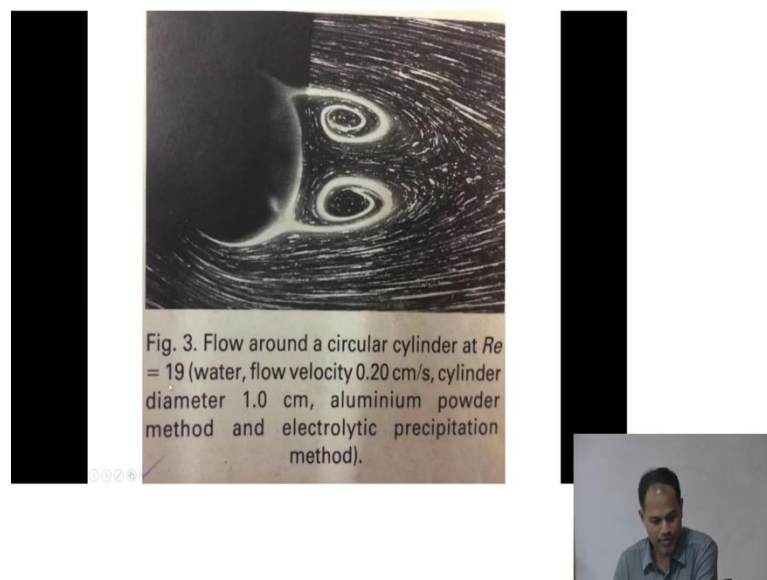 Fig. 3. Flow around a circular cylinder at Re
= 19 (water, flow velocity 0.20 cm/s, cylinder
diameter 1.0 cm, aluminium powder
method and electrolytic precipitation
method).